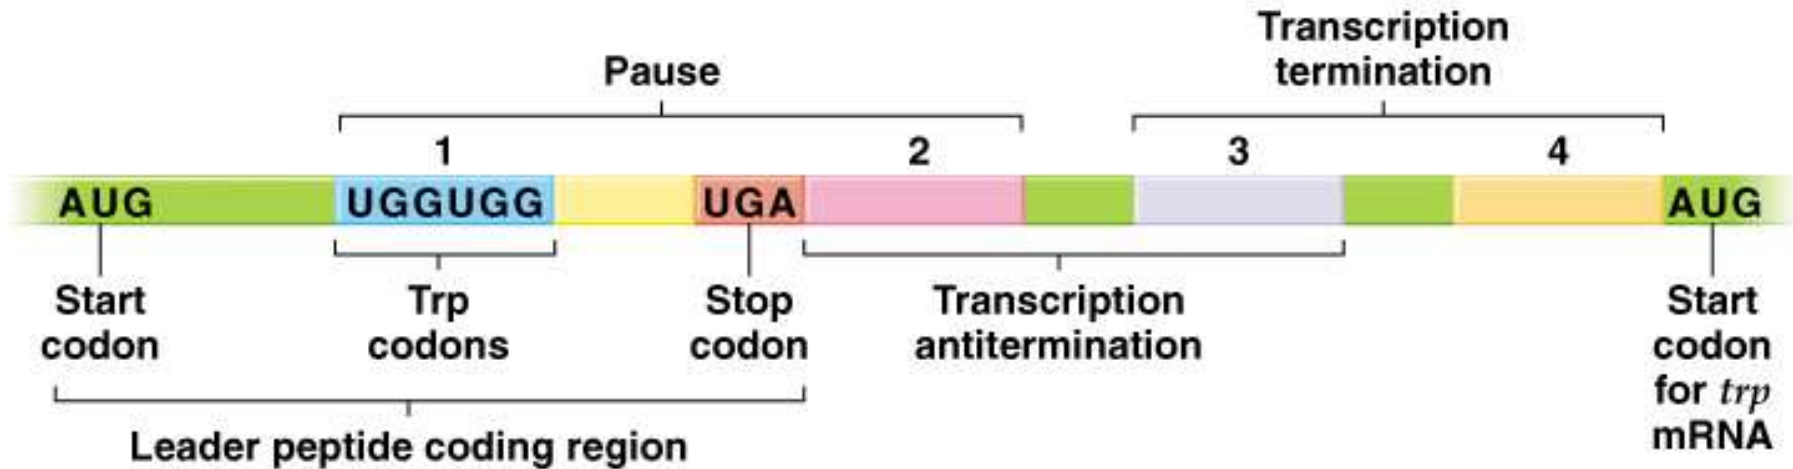 Transcription
termination
Pause
1
2
3
4
AUG
UGGUGG
UGA
AUG
Start
codon
Trp
codons
Stop
codon
Transcription
antitermination
Start
codon
for trp
mRNA
Leader peptide coding region